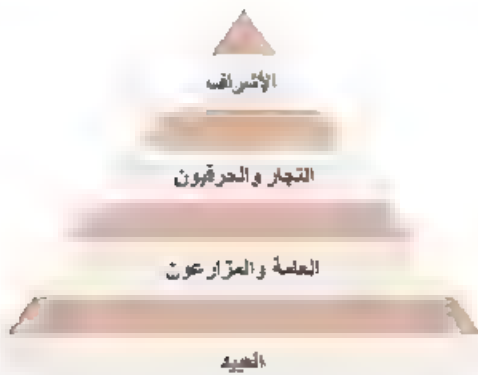 الأشراف
التجار والحرفيون
العامة والمزارعون
العبيد